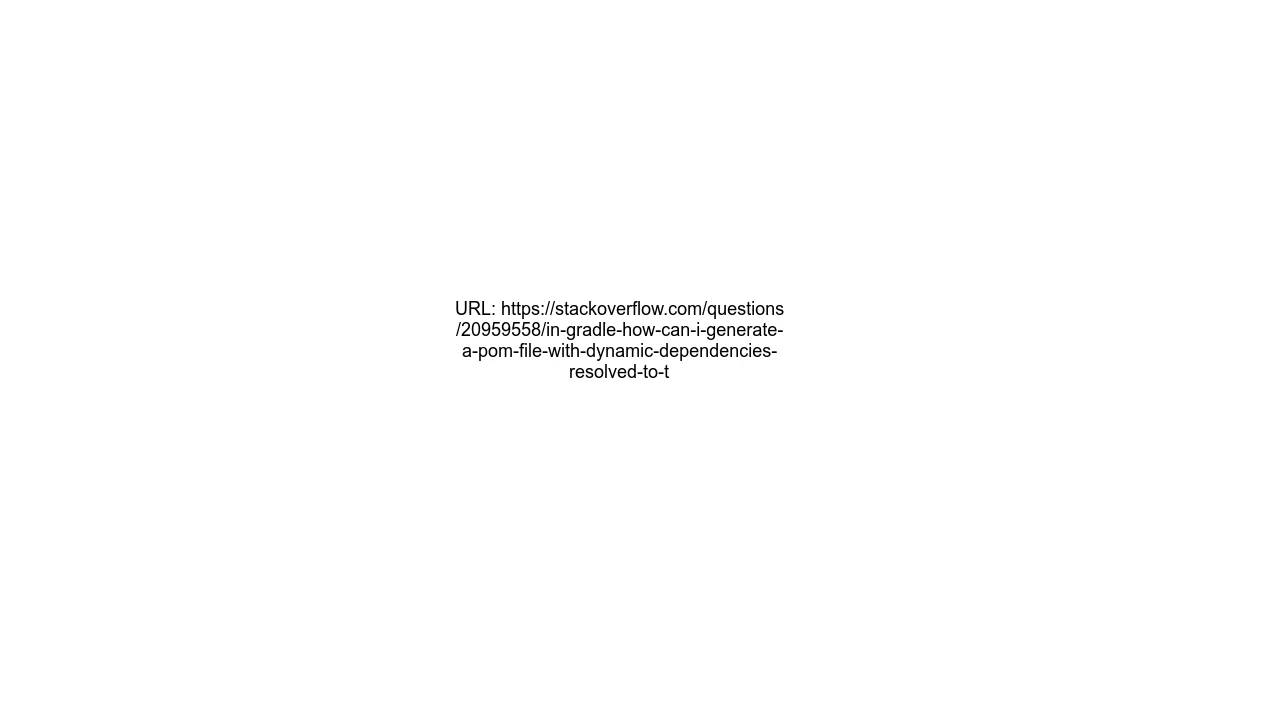 URL: https://stackoverflow.com/questions
/20959558/in-gradle-how-can-i-generate-
a-pom-file-with-dynamic-dependencies-
resolved-to-t